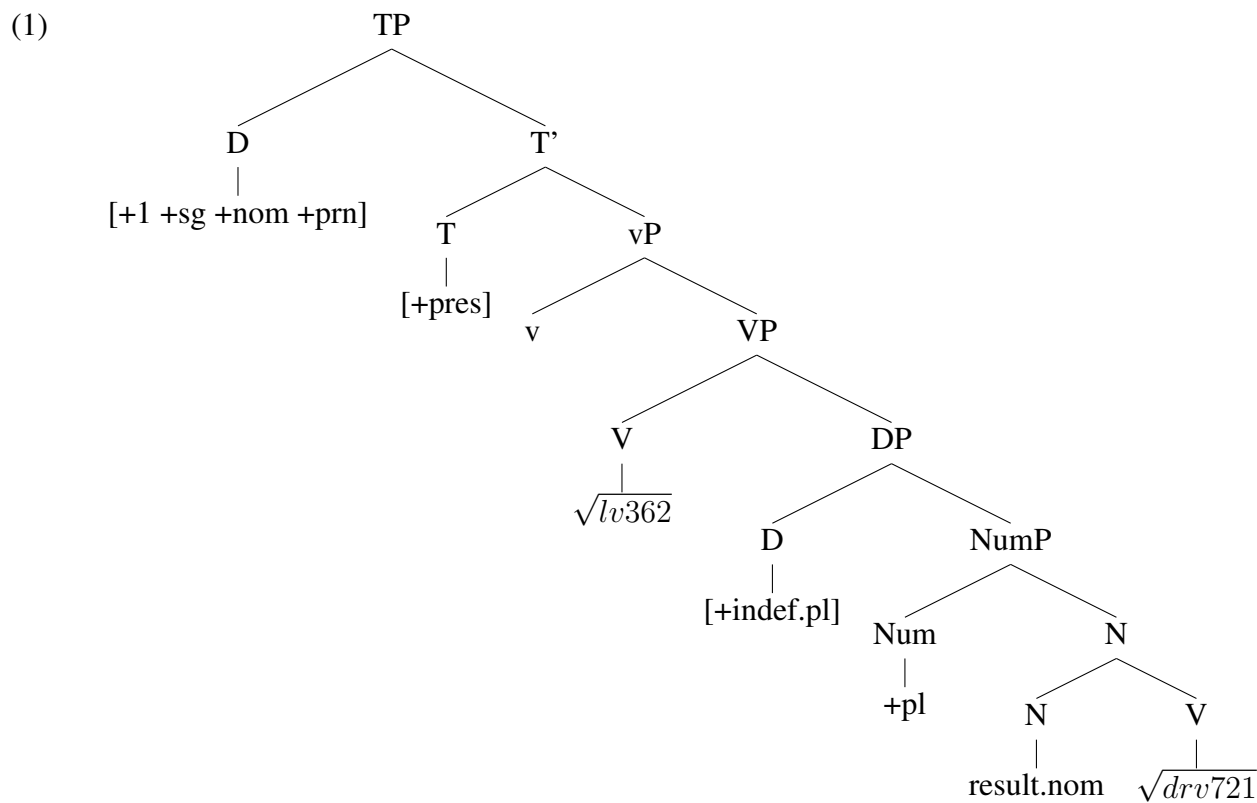 (1) TP
D T’
[+1 +sg +nom +prn] T vP
[+pres] v VP
V DP
√lv362 D NumP
[+indef.pl] Num N
+pl N V
result.nom √drv721